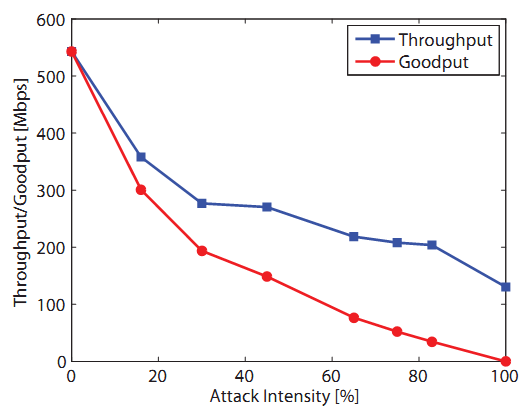 Throughput
Goodput
Throughput/Goodput [Mbps]
600
500
400
300
200
100
0
0 20 40 60 80 100
Attack Intensity [%]